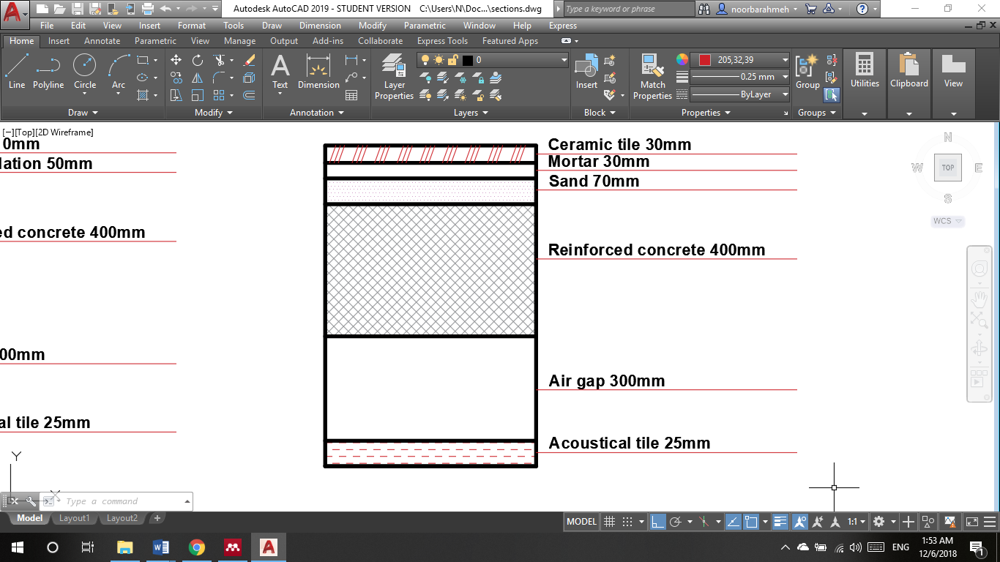 Autodesk AutoCAD 2019 - STUDENT VERSION C:\Users\N\Doc...\sections.dwg Type a keyword or phrase noorbarahmeh
File Edit View Insert Format Tools Draw Dimension Modify Parametric Window Help Express
Home Insert Annotate Parametric View Manage Output Add-ins Collaborate Express Tools Featured Apps
0 205,32,39
0.25 mm
Line Polyline Circle Arc Text Dimension Layer Properties Insert Match Properties ByLayer Group Utilities Clipboard View
Draw Modify Annotation Layers Block Properties Groups
[−][Top][2D Wireframe]
0mm
lation 50mm
ed concrete 400mm
00mm
al tile 25mm
Ceramic tile 30mm
Mortar 30mm
Sand 70mm
Reinforced concrete 400mm
Air gap 300mm
Acoustical tile 25mm
N
W TOP E
S
WCS
Y
X
Type a command
Model Layout1 Layout2 +
MODEL 1:1
W A ENG 1:53 AM
12/6/2018 1